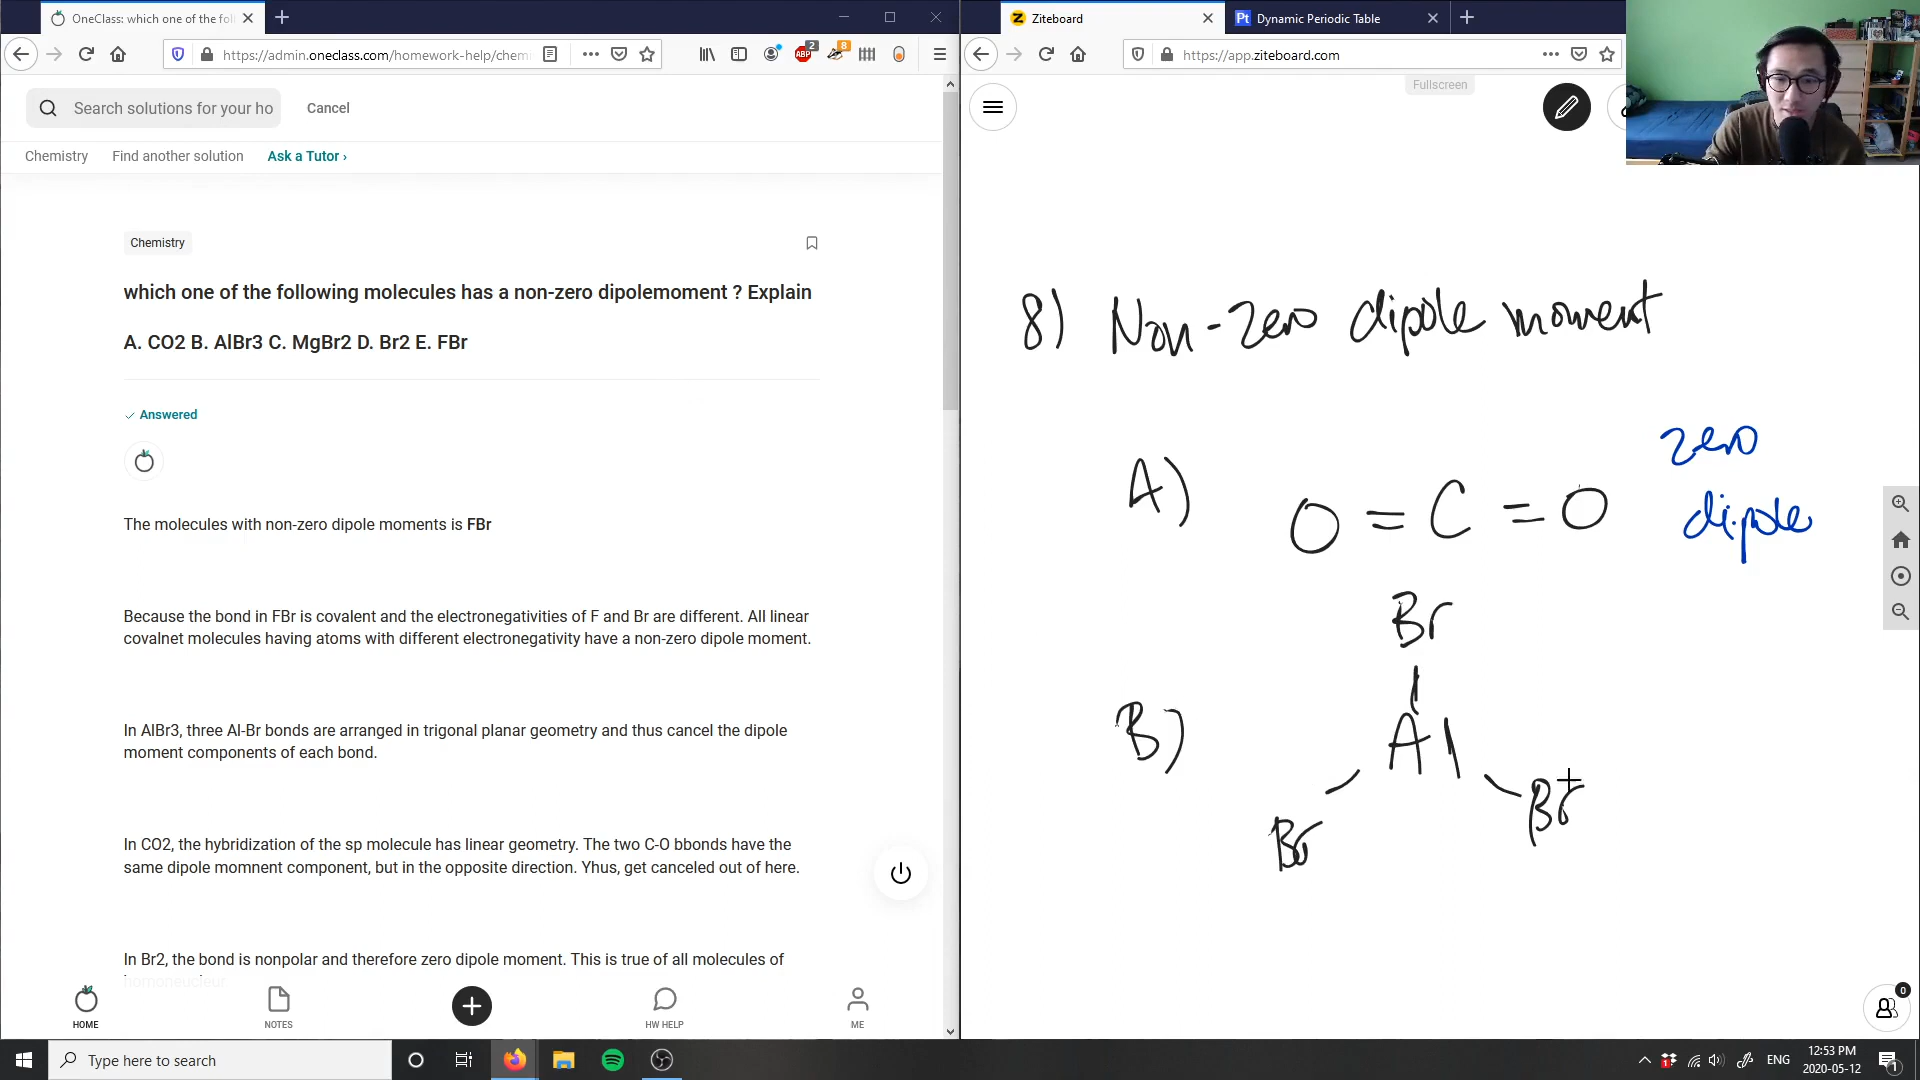 OneClass: which one of the foll
Ziteboard
Dynamic Periodic Table
https://admin.oneclass.com/homework-help/chemi
2
8
https://app.ziteboard.com
Fullscreen
Search solutions for your ho
Cancel
Chemistry
Find another solution
Ask a Tutor ›
Chemistry
which one of the following molecules has a non-zero dipolemoment ? Explain
A. CO2 B. AlBr3 C. MgBr2 D. Br2 E. FBr
Answered
The molecules with non-zero dipole moments is FBr
Because the bond in FBr is covalent and the electronegativities of F and Br are different. All linear
covalnet molecules having atoms with different electronegativity have a non-zero dipole moment.
In AlBr3, three Al-Br bonds are arranged in trigonal planar geometry and thus cancel the dipole
moment components of each bond.
In CO2, the hybridization of the sp molecule has linear geometry. The two C-O bbonds have the
same dipole momnent component, but in the opposite direction. Yhus, get canceled out of here.
In Br2, the bond is nonpolar and therefore zero dipole moment. This is true of all molecules of
HOME
NOTES
HW HELP
ME
8) Non-zero dipole moment
A) O = C = O
zero
dipole
B)
Br
Al
Br
Br
0
Type here to search
ENG
12:53 PM
2020-05-12
1